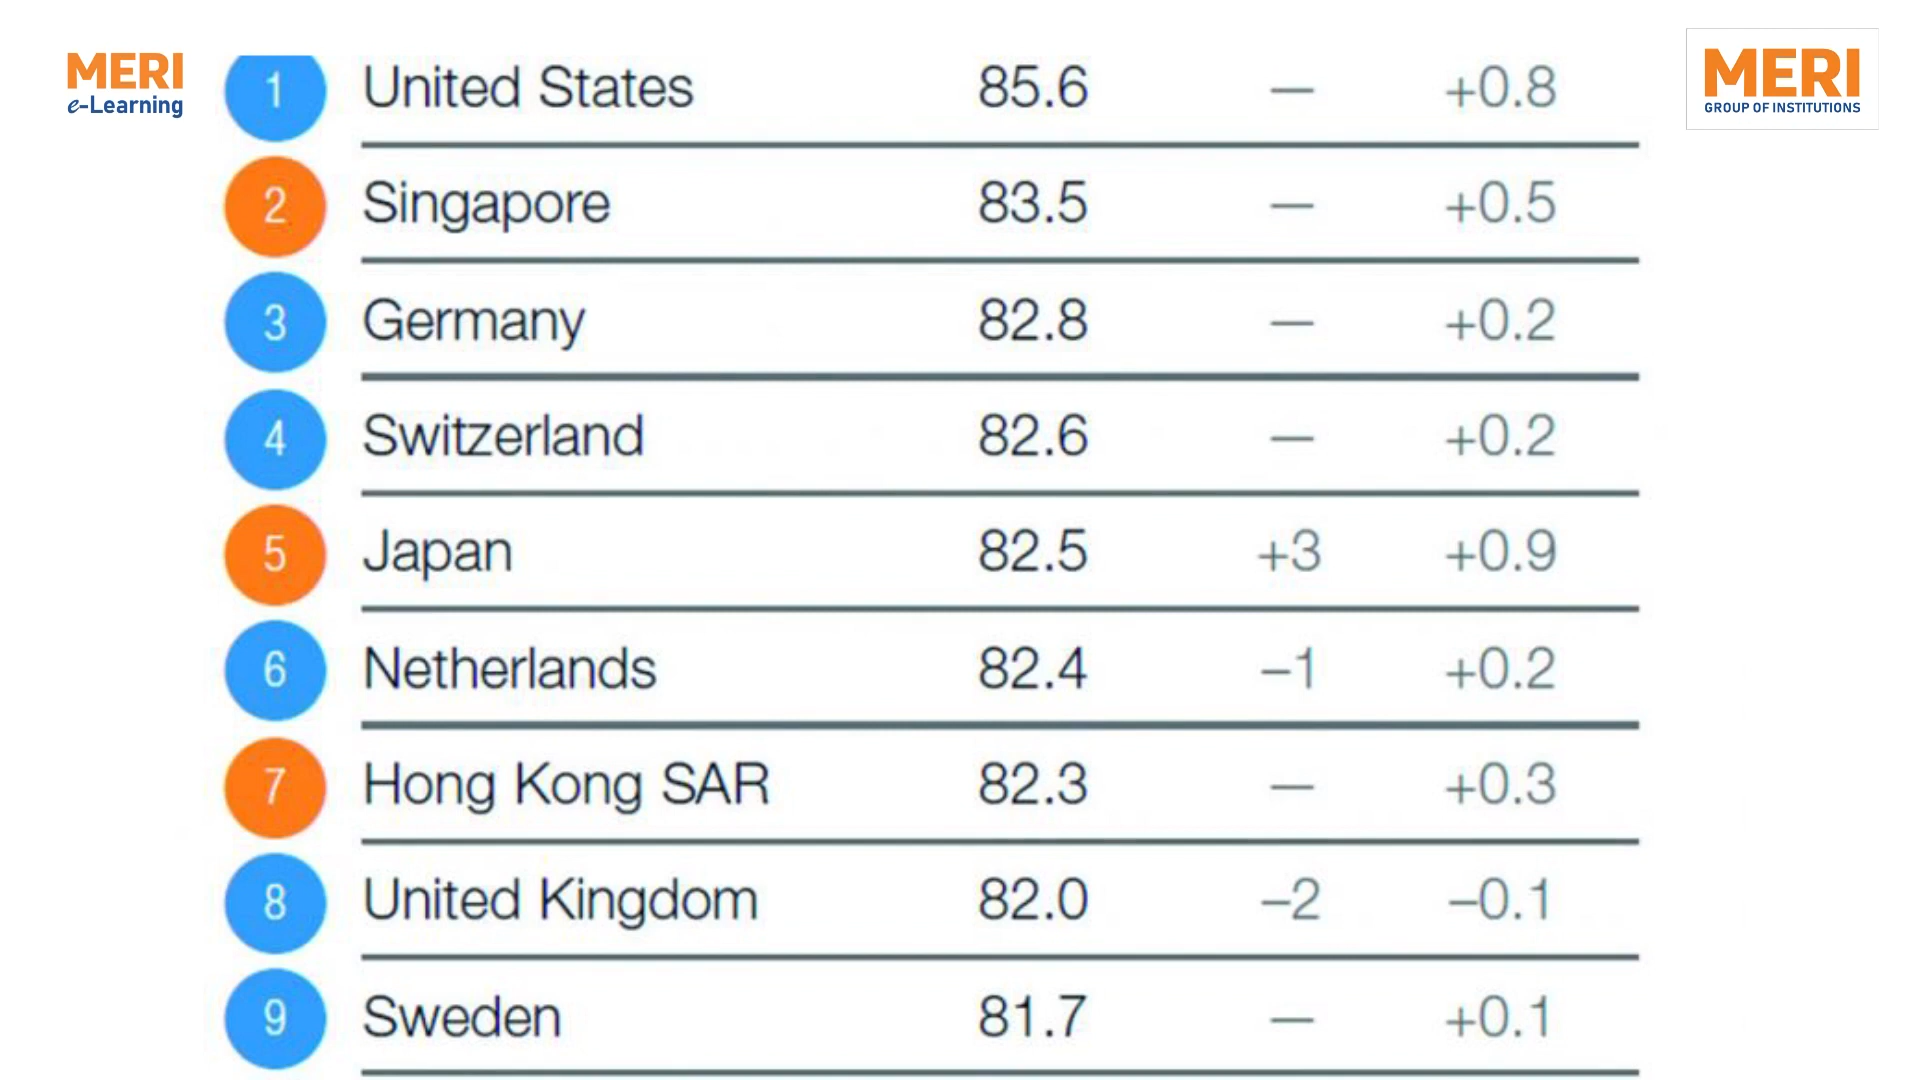 MERI
e-Learning
MERI
GROUP OF INSTITUTIONS
1 United States 85.6 — +0.8
2 Singapore 83.5 — +0.5
3 Germany 82.8 — +0.2
4 Switzerland 82.6 — +0.2
5 Japan 82.5 +3 +0.9
6 Netherlands 82.4 –1 +0.2
7 Hong Kong SAR 82.3 — +0.3
8 United Kingdom 82.0 –2 –0.1
9 Sweden 81.7 — +0.1